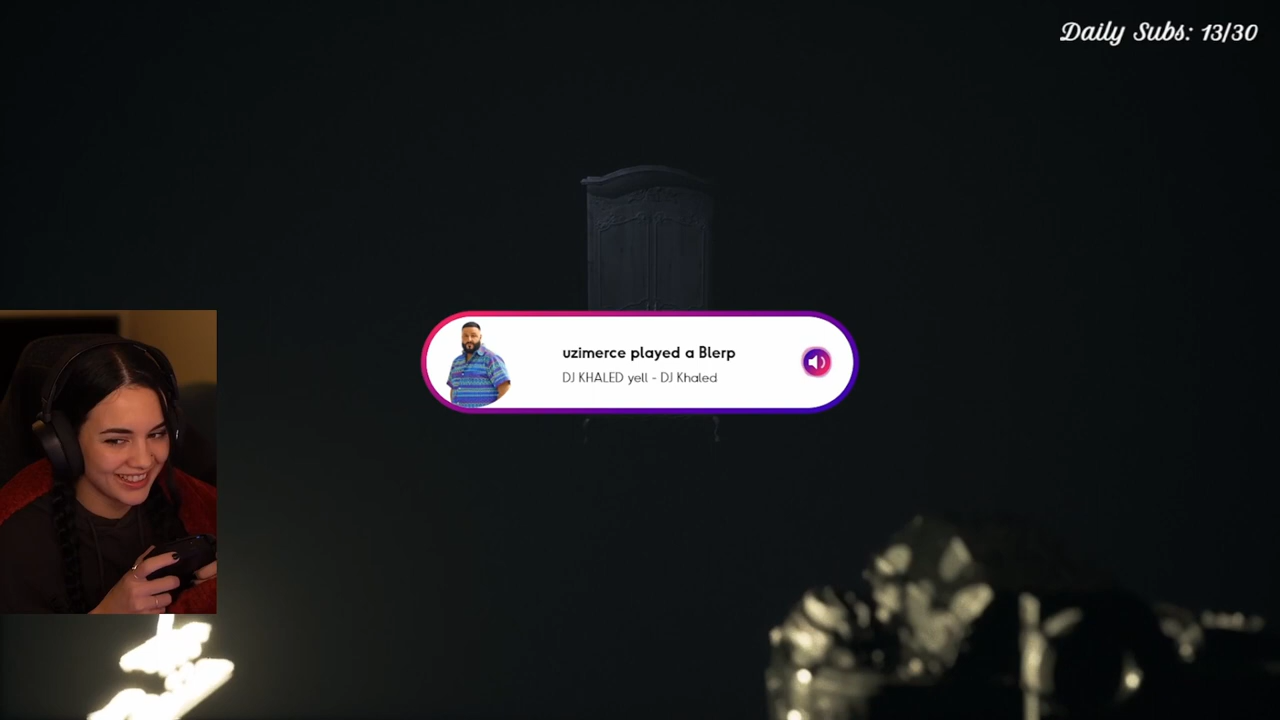 Daily Subs: 13/30
uzimerce played a Blerp
DJ KHALED yell - DJ Khaled